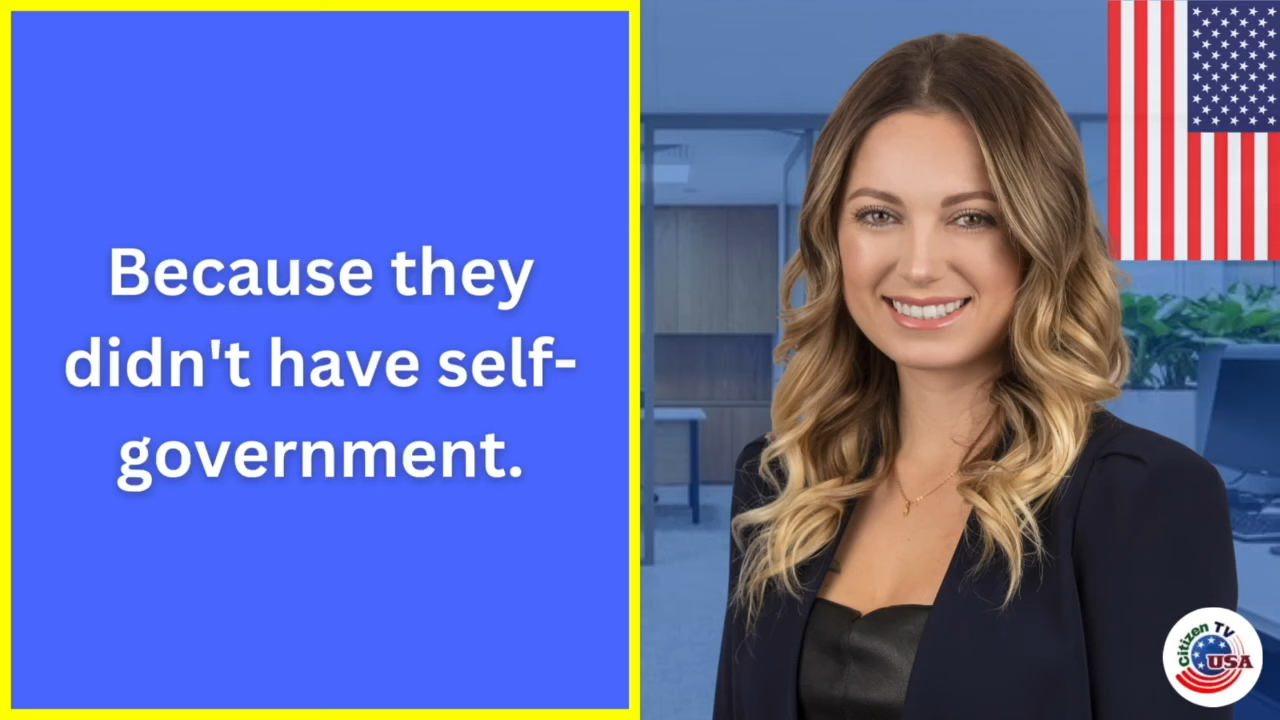 Because they
didn't have self-
government.
Citizen TV
USA